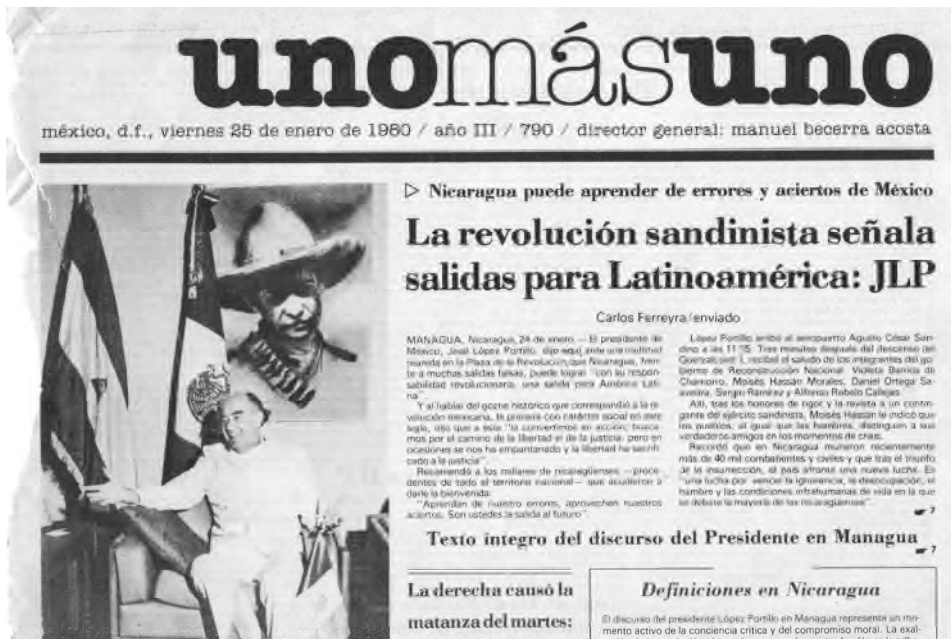 unomásuno
méxico, d.f., viernes 25 de enero de 1980 / año III / 790 / director general: manuel becerra acosta
▷ Nicaragua puede aprender de errores y aciertos de México
La revolución sandinista señala
salidas para Latinoamérica: JLP
Carlos Ferreyra/enviado
MANAGUA, Nicaragua, 24 de enero.— El presidente de
México, José López Portillo, dijo aquí, ante una multitud
reunida en la Plaza de la Revolución, que Nicaragua, fren-
te a muchas salidas falsas, puede lograr "con su respon-
sabilidad revolucionaria, una salida para América Lati-
na".
Y al hablar del gozne histórico que correspondió a la re-
volución mexicana, la primera con carácter social en este
siglo, dijo que a éste "lo convertimos en acción; busca-
mos por el camino de la libertad el de la justicia; pero en
ocasiones se nos ha empantanado y la libertad ha sacrifi-
cado a la justicia".
Recomendó a los millares de nicaragüenses —proce-
dentes de todo el territorio nacional— que acudieron a
darle la bienvenida:
"Aprendan de nuestro errores, aprovechen nuestros
aciertos. Son ustedes la salida al futuro".
López Portillo arribó al aeropuerto Agusto César San-
dino a las 11
Tres minutos después del descenso del
Quetzalcóatl I, recibió el saludo de los integrantes del go-
bierno de Reconstrucción Nacional: Violeta Barrios de
Chamorro, Moisés Hassán Morales, Daniel Ortega Sa-
avedra, Sergio Ramírez y Alfonso Robelo Callejas.
Allí, tras los honores de rigor y la revista a un contin-
gente del ejército sandinista, Moisés Hassán le indicó que
los pueblos, al igual que los hombres, distinguen a sus
verdaderos amigos en los momentos de crisis.
Recordó que en Nicaragua murieron recientemente
más de 40 mil combatientes y civiles y que tras el triunfo
de la insurrección, el país afronta una nueva lucha. Es
"una lucha por vencer la ignorancia, la desocupación, el
hambre y las condiciones infrahumanas de vida en la que
se debate la mayoría de los nicaragüenses".
☛ 7
Texto íntegro del discurso del Presidente en Managua
☛ 7
La derecha causó la
matanza del martes:
Definiciones en Nicaragua
El discurso del presidente López Portillo en Managua representa un mo-
mento activo de la conciencia crítica y del compromiso moral. La exal-